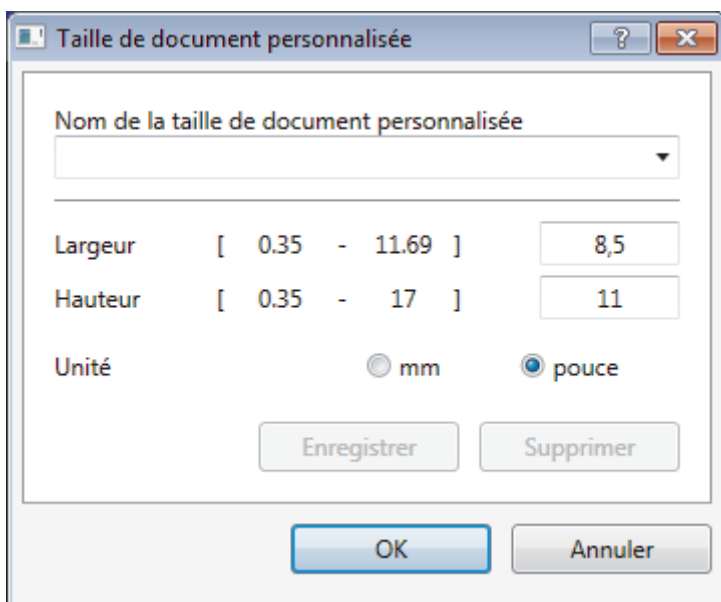 Taille de document personnalisée
Nom de la taille de document personnalisée
Largeur [ 0.35 - 11.69 ] 8,5
Hauteur [ 0.35 - 17 ] 11
Unité mm pouce
Enregistrer Supprimer
OK Annuler